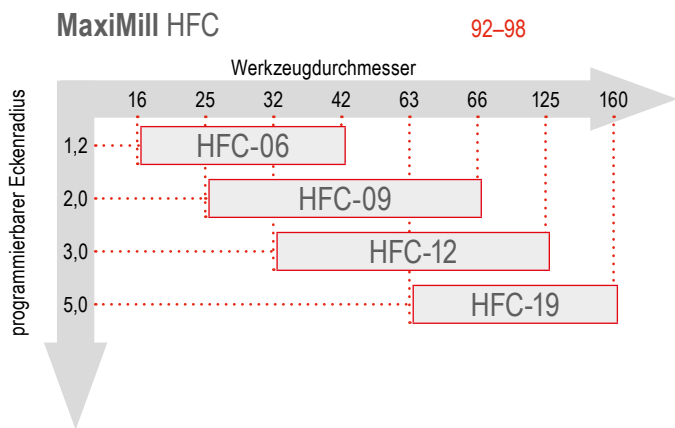 MaxiMill HFC 92–98
Werkzeugdurchmesser
16 25 32 42 63 66 125 160
programmierbarer Eckenradius
1,2 HFC-06
2,0 HFC-09
3,0 HFC-12
5,0 HFC-19